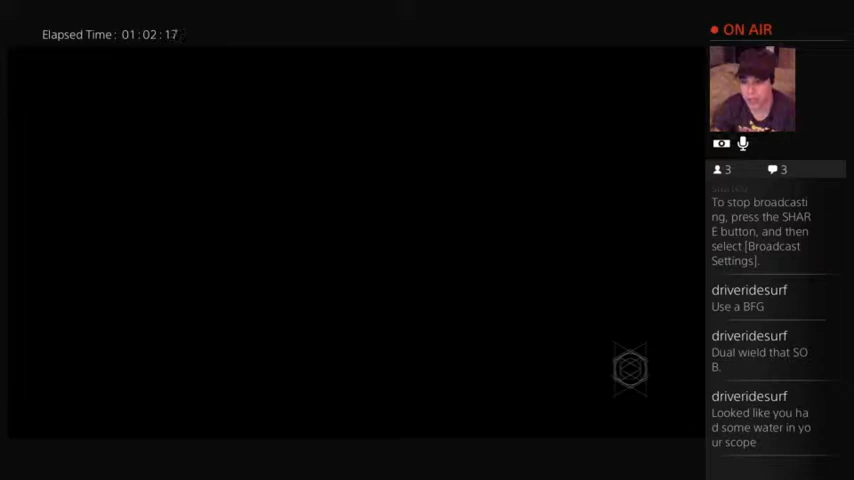 Elapsed Time: 01:02:17
ON AIR
3
3
To stop broadcasti
ng, press the SHAR
E button, and then
select [Broadcast
Settings].
driveridesurf
Use a BFG
driveridesurf
Dual wield that SO
B.
driveridesurf
Looked like you ha
d some water in yo
ur scope